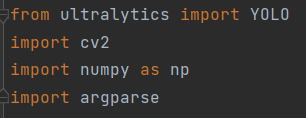 from ultralytics import YOLO
import cv2
import numpy as np
import argparse